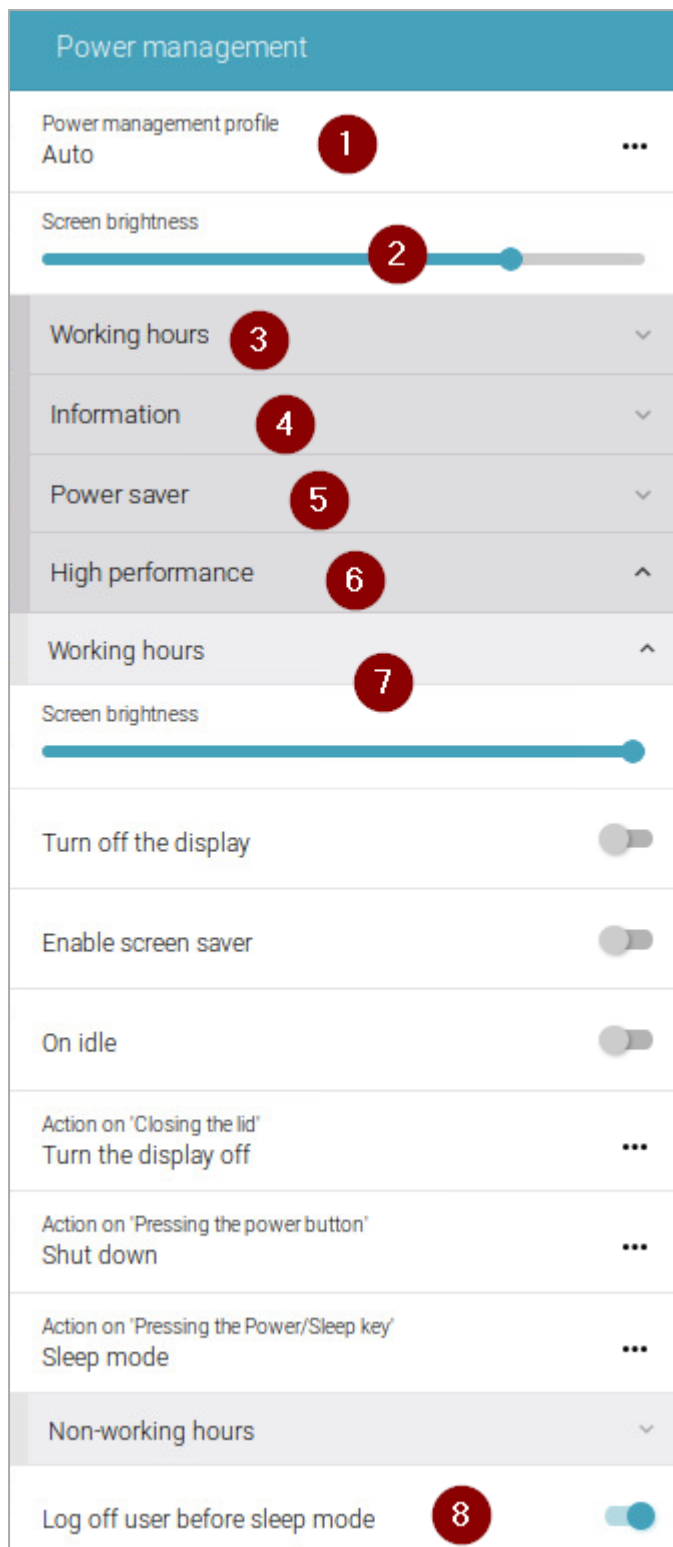 Power management
Power management profile
1
Auto
•••
Screen brightness
2
Working hours
3
Information
4
Power saver
5
High performance
6
Working hours
7
Screen brightness
Turn off the display
Enable screen saver
On idle
Action on 'Closing the lid'
Turn the display off
•••
Action on 'Pressing the power button'
Shut down
•••
Action on 'Pressing the Power/Sleep key'
Sleep mode
•••
Non-working hours
Log off user before sleep mode
8